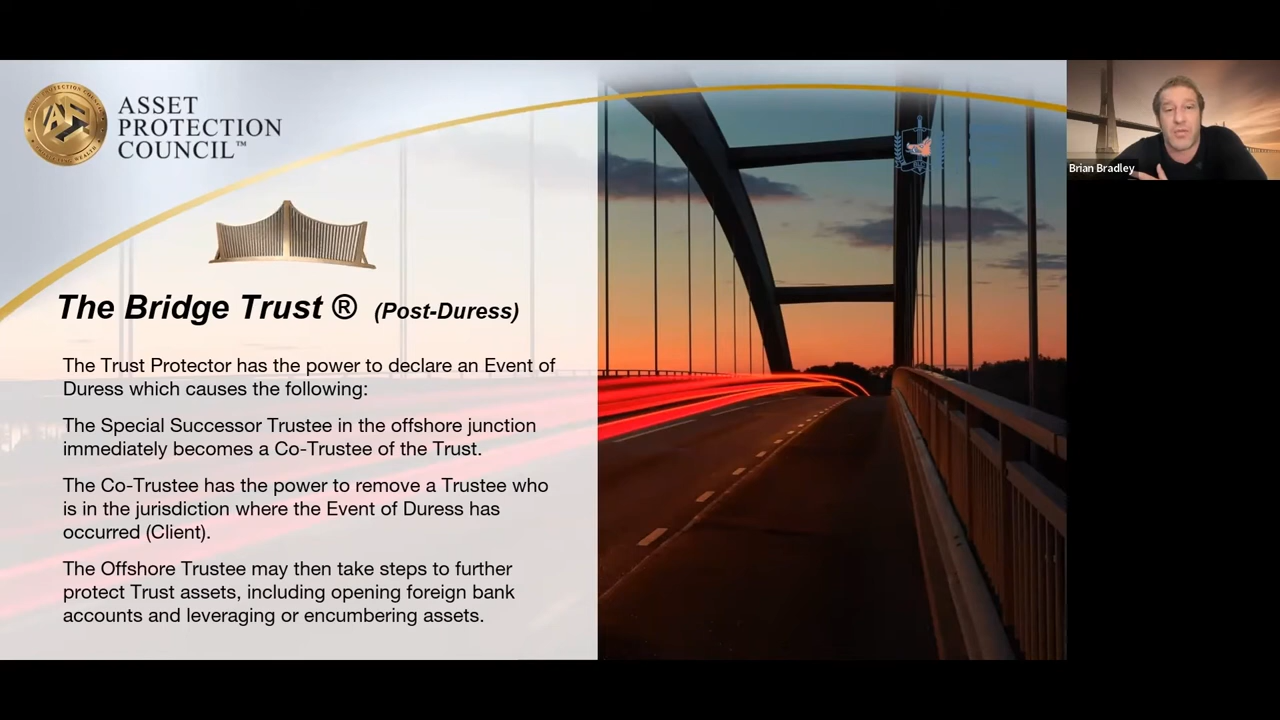 ASSET
PROTECTION
COUNCIL™
The Bridge Trust ® (Post-Duress)
The Trust Protector has the power to declare an Event of
Duress which causes the following:
The Special Successor Trustee in the offshore junction
immediately becomes a Co-Trustee of the Trust.
The Co-Trustee has the power to remove a Trustee who
is in the jurisdiction where the Event of Duress has
occurred (Client).
The Offshore Trustee may then take steps to further
protect Trust assets, including opening foreign bank
accounts and leveraging or encumbering assets.
Brian Bradley